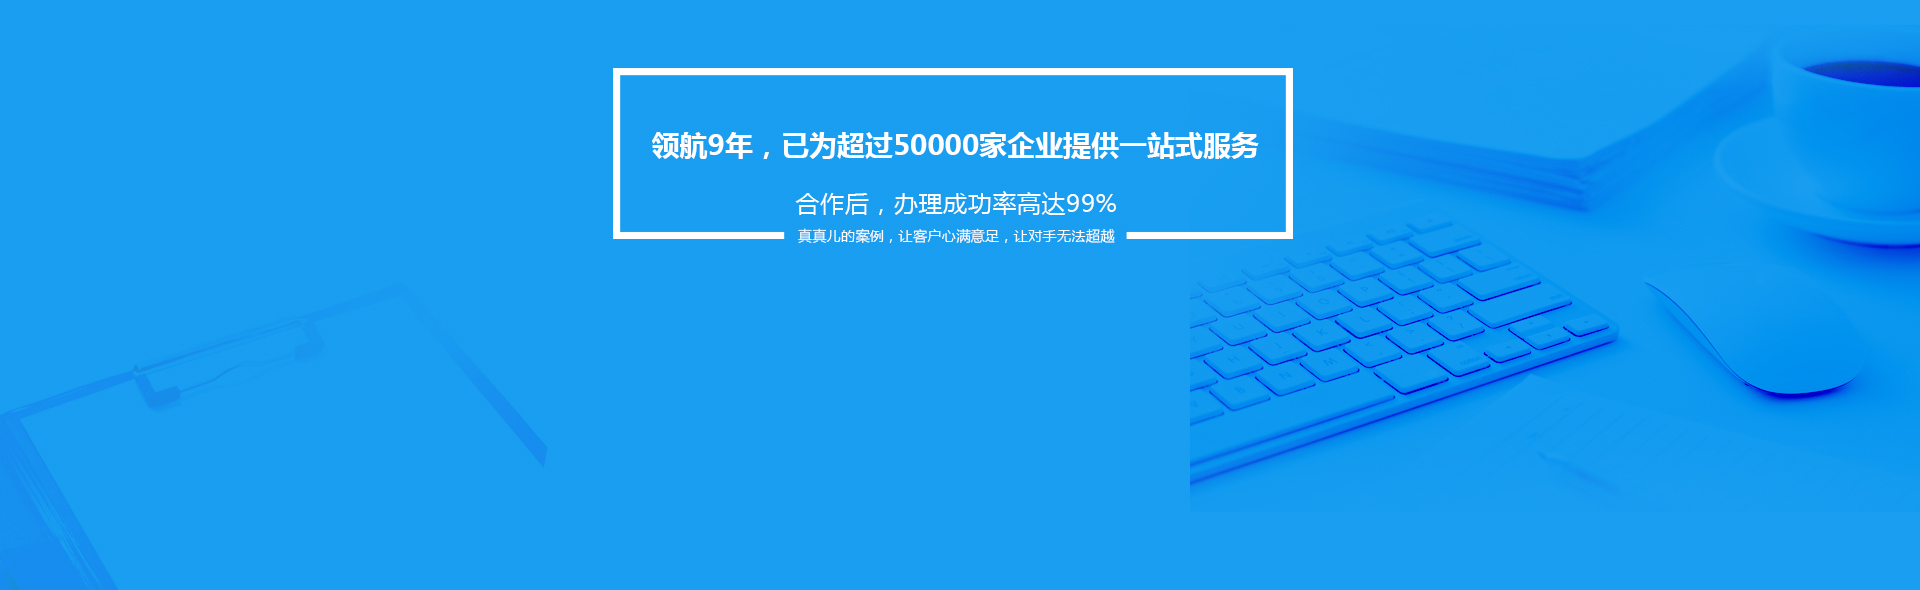 领航9年，已为超过50000家企业提供一站式服务
合作后，办理成功率高达99%
真真儿的案例，让客户心满意足，让对手无法超越